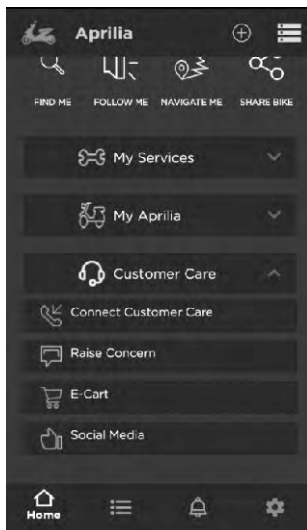 Aprilia
FIND ME FOLLOW ME NAVIGATE ME SHARE BIKE
My Services
My Aprilia
Customer Care
Connect Customer Care
Raise Concern
E-Cart
Social Media
Home